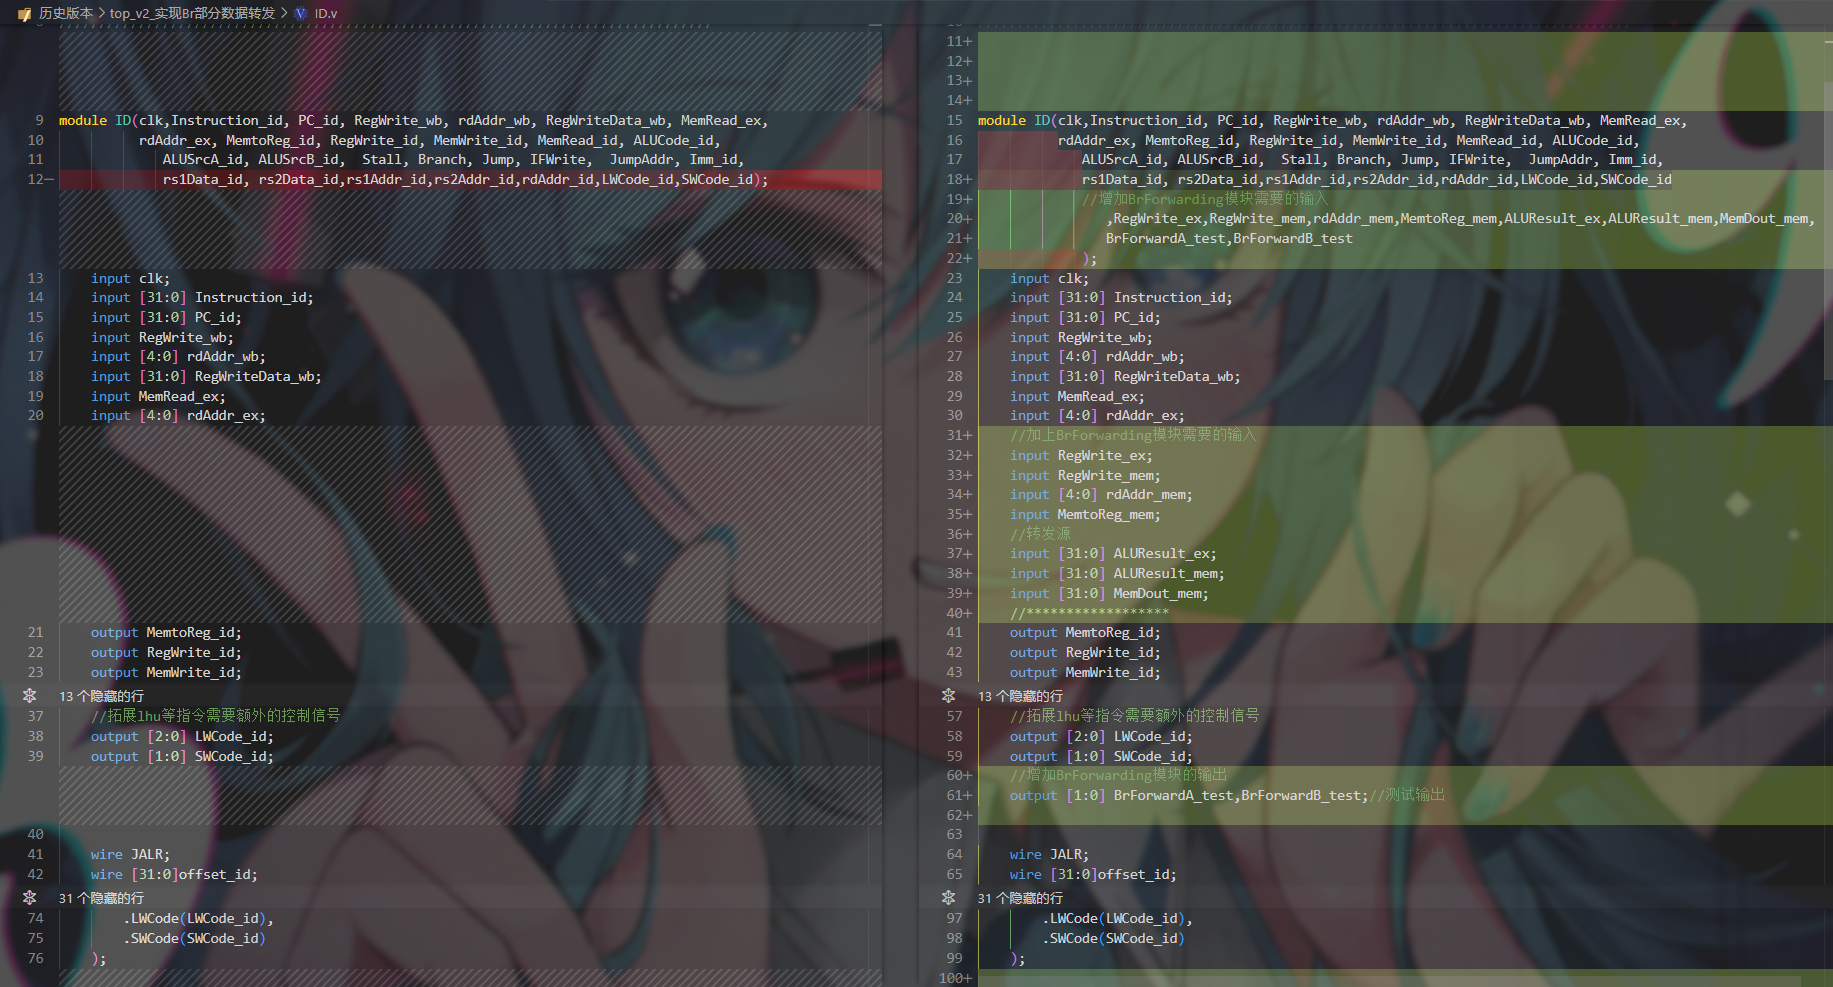 历史版本 > top_v2_实现Br部分数据转发 > ID.v
9 module ID(clk,Instruction_id, PC_id, RegWrite_wb, rdAddr_wb, RegWriteData_wb, MemRead_ex,
10 rdAddr_ex, MemtoReg_id, RegWrite_id, MemWrite_id, MemRead_id, ALUCode_id,
11 ALUSrcA_id, ALUSrcB_id,  Stall, Branch, Jump, IFWrite,  JumpAddr, Imm_id,
12— rs1Data_id, rs2Data_id,rs1Addr_id,rs2Addr_id,rdAddr_id,LWCode_id,SWCode_id);
13 input clk;
14 input [31:0] Instruction_id;
15 input [31:0] PC_id;
16 input RegWrite_wb;
17 input [4:0] rdAddr_wb;
18 input [31:0] RegWriteData_wb;
19 input MemRead_ex;
20 input [4:0] rdAddr_ex;
21 output MemtoReg_id;
22 output RegWrite_id;
23 output MemWrite_id;
13 个隐藏的行
37 //拓展lhu等指令需要额外的控制信号
38 output [2:0] LWCode_id;
39 output [1:0] SWCode_id;
40
41 wire JALR;
42 wire [31:0]offset_id;
31 个隐藏的行
74 .LWCode(LWCode_id),
75 .SWCode(SWCode_id)
76 );
11+
12+
13+
14+
15 module ID(clk,Instruction_id, PC_id, RegWrite_wb, rdAddr_wb, RegWriteData_wb, MemRead_ex,
16 rdAddr_ex, MemtoReg_id, RegWrite_id, MemWrite_id, MemRead_id, ALUCode_id,
17 ALUSrcA_id, ALUSrcB_id,  Stall, Branch, Jump, IFWrite,  JumpAddr, Imm_id,
18+ rs1Data_id, rs2Data_id,rs1Addr_id,rs2Addr_id,rdAddr_id,LWCode_id,SWCode_id
19+ //增加BrForwarding模块需要的输入
20+ ,RegWrite_ex,RegWrite_mem,rdAddr_mem,MemtoReg_mem,ALUResult_ex,ALUResult_mem,MemDout_mem,
21+ BrForwardA_test,BrForwardB_test
22+ );
23 input clk;
24 input [31:0] Instruction_id;
25 input [31:0] PC_id;
26 input RegWrite_wb;
27 input [4:0] rdAddr_wb;
28 input [31:0] RegWriteData_wb;
29 input MemRead_ex;
30 input [4:0] rdAddr_ex;
31+ //加上BrForwarding模块需要的输入
32+ input RegWrite_ex;
33+ input RegWrite_mem;
34+ input [4:0] rdAddr_mem;
35+ input MemtoReg_mem;
36+ //转发源
37+ input [31:0] ALUResult_ex;
38+ input [31:0] ALUResult_mem;
39+ input [31:0] MemDout_mem;
40+ //******************
41 output MemtoReg_id;
42 output RegWrite_id;
43 output MemWrite_id;
13 个隐藏的行
57 //拓展lhu等指令需要额外的控制信号
58 output [2:0] LWCode_id;
59 output [1:0] SWCode_id;
60+ //增加BrForwarding模块的输出
61+ output [1:0] BrForwardA_test,BrForwardB_test;//测试输出
62+
63
64 wire JALR;
65 wire [31:0]offset_id;
31 个隐藏的行
97 .LWCode(LWCode_id),
98 .SWCode(SWCode_id)
99 );
100+